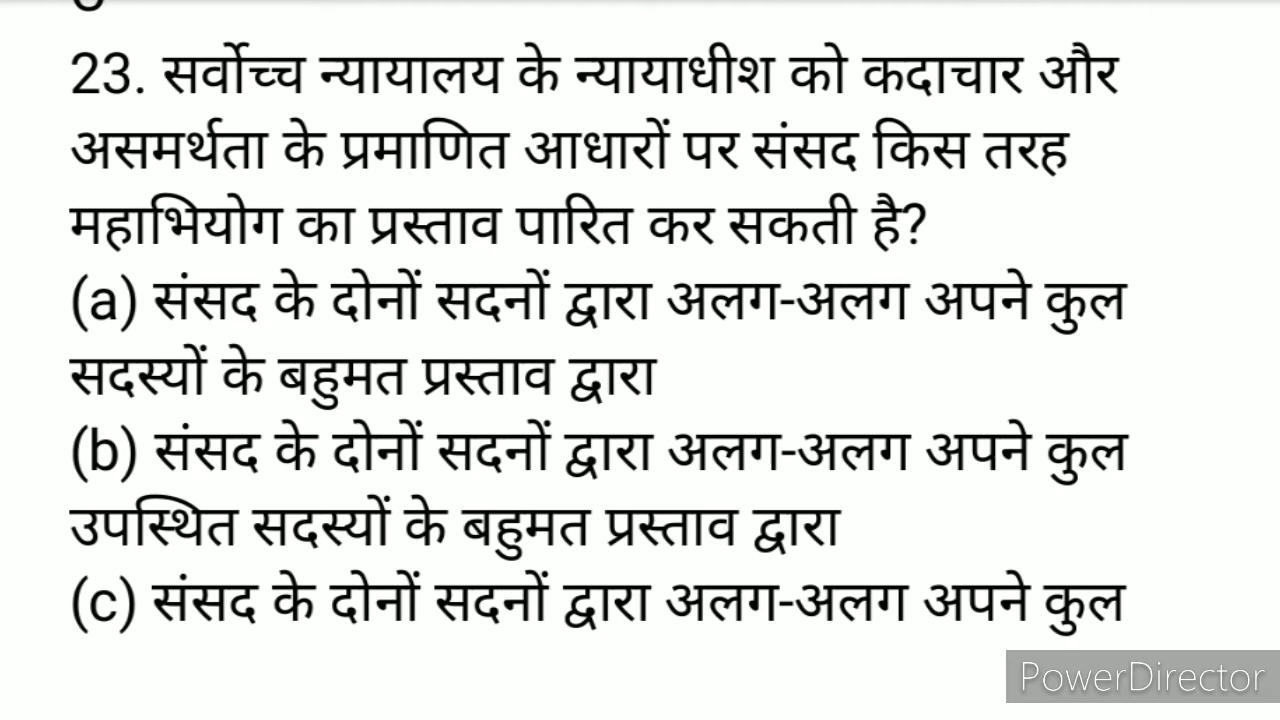 23. सर्वोच्च न्यायालय के न्यायाधीश को कदाचार और
असमर्थता के प्रमाणित आधारों पर संसद किस तरह
महाभियोग का प्रस्ताव पारित कर सकती है?
(a) संसद के दोनों सदनों द्वारा अलग-अलग अपने कुल
सदस्यों के बहुमत प्रस्ताव द्वारा
(b) संसद के दोनों सदनों द्वारा अलग-अलग अपने कुल
उपस्थित सदस्यों के बहुमत प्रस्ताव द्वारा
(c) संसद के दोनों सदनों द्वारा अलग-अलग अपने कुल
PowerDirector